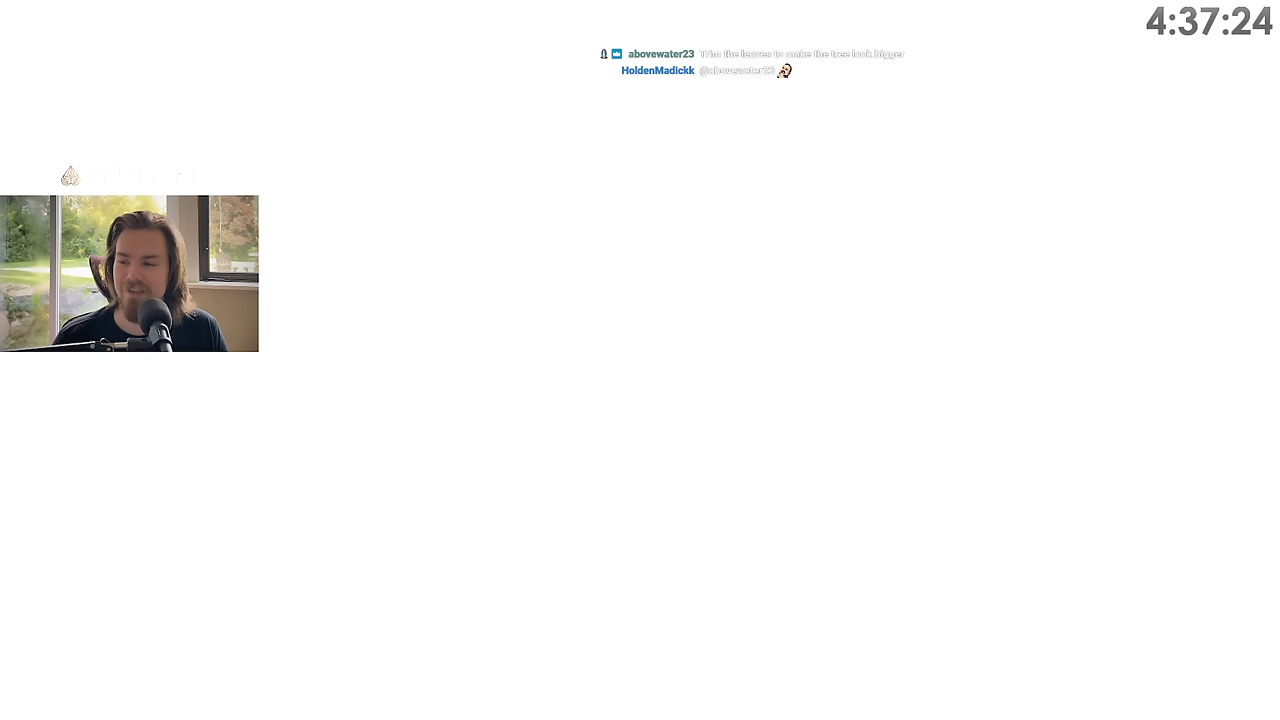 4:37:24
abovewater23 Trim the leaves to make the tree look bigger
HoldenMadickk @abovewater23